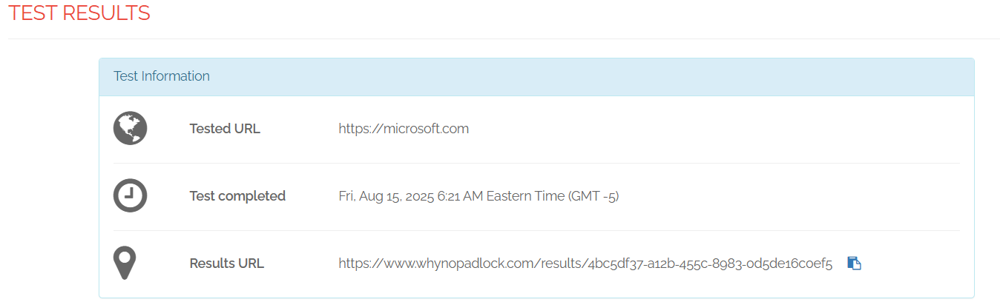 TEST RESULTS
Test Information
Tested URL https://microsoft.com
Test completed Fri, Aug 15, 2025 6:21 AM Eastern Time (GMT -5)
Results URL https://www.whynopadlock.com/results/4bc5df37-a12b-455c-8983-0d5de16c0ef5